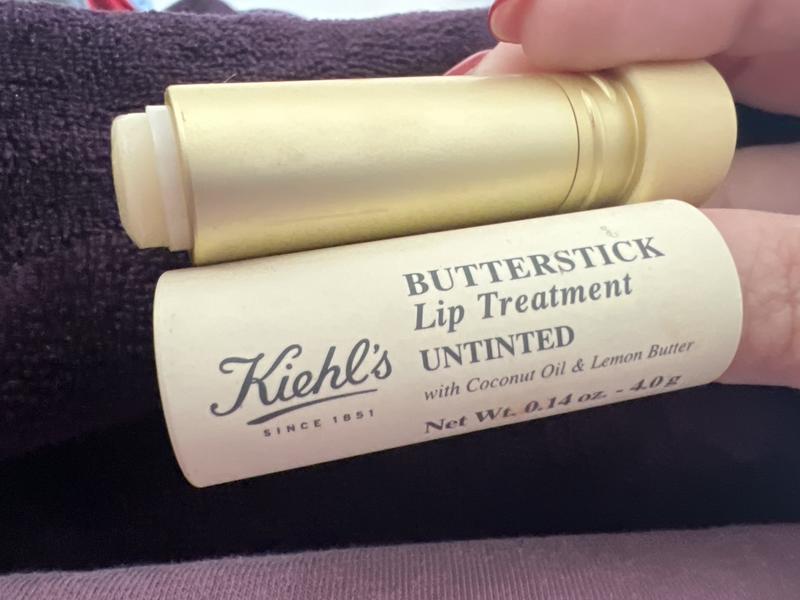 Kiehl's
SINCE 1851
BUTTERSTICK
Lip Treatment
UNTINTED
with Coconut Oil & Lemon Butter
Net Wt. 0.14 oz. - 4.0 g